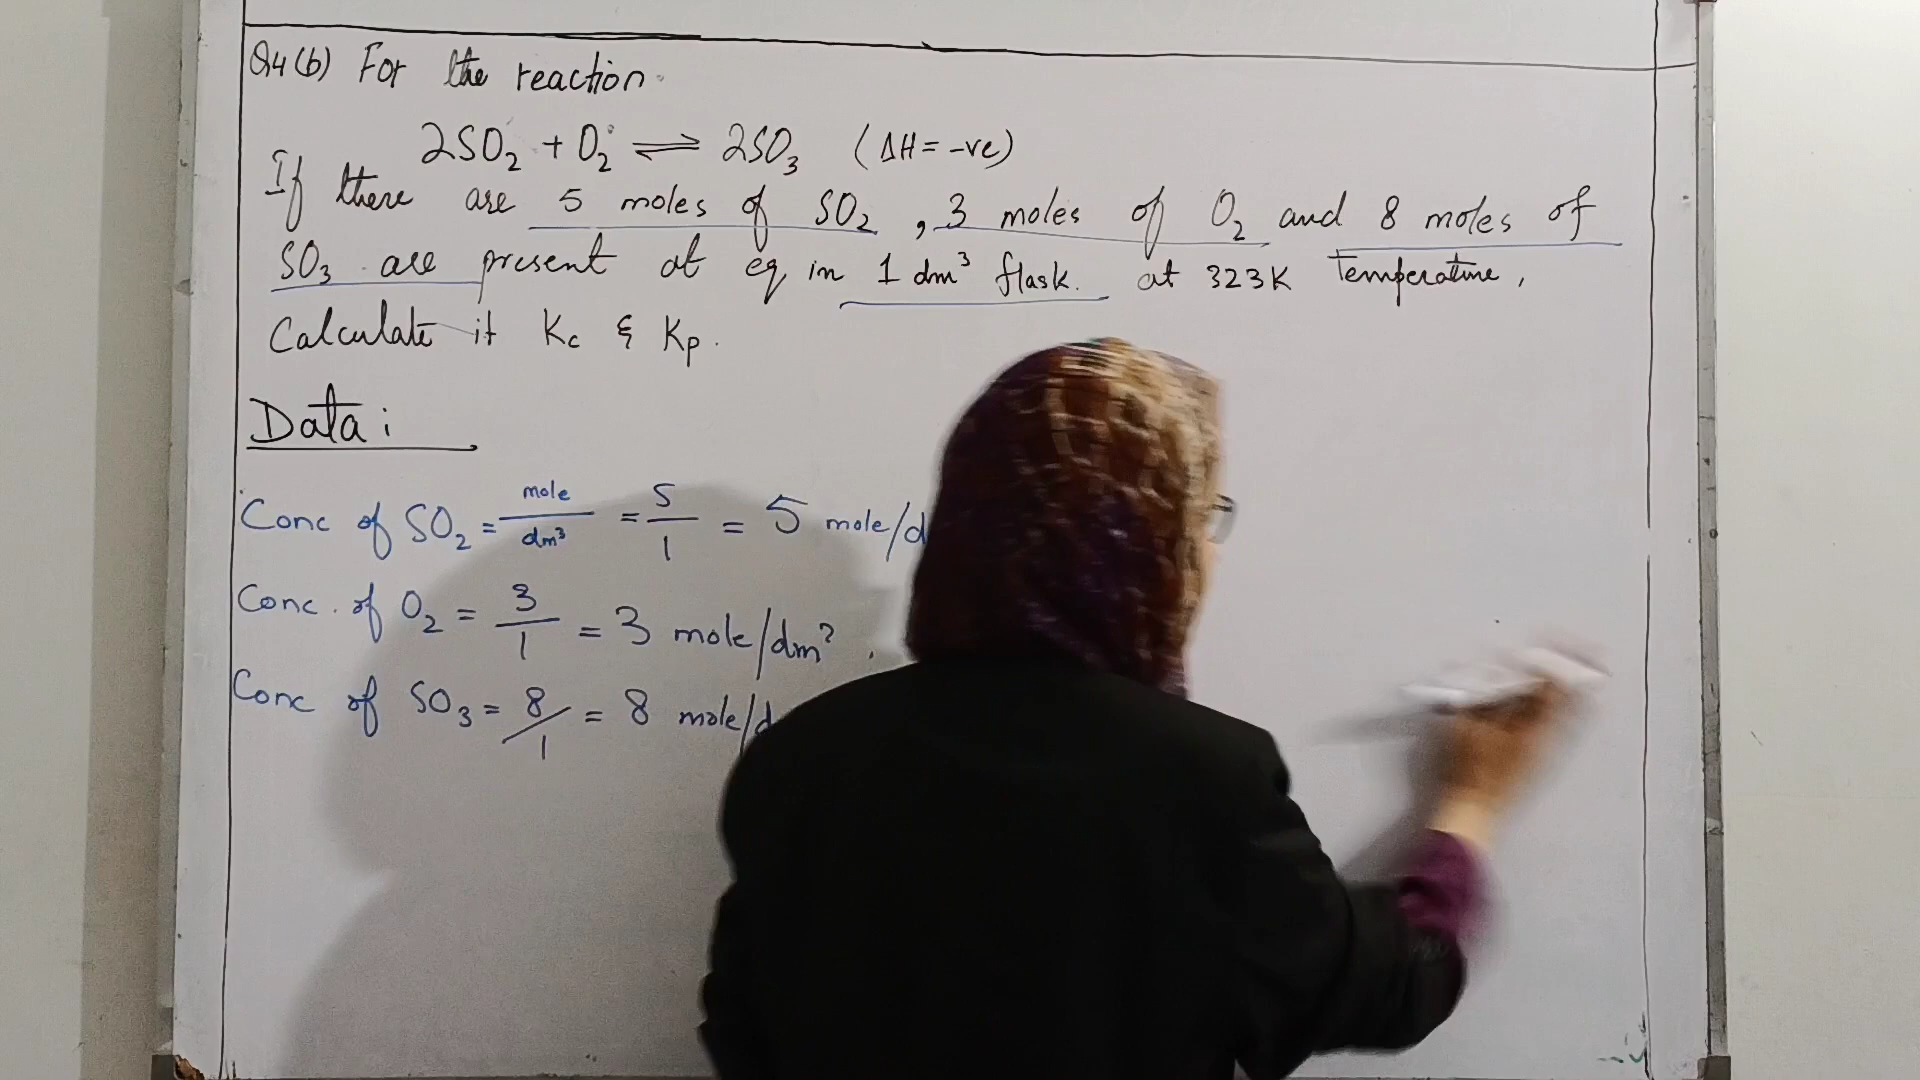 Q4(b) For the reaction
2SO₂ + O₂ ⇌ 2SO₃ (ΔH = -ve)
If there are 5 moles of SO₂, 3 moles of O₂ and 8 moles of
SO₃ are present at eq in 1 dm³ flask. at 323K Temperature,
Calculate it Kc & Kp.
Data:
Conc of SO₂ = mole/dm³ = 5/1 = 5 mole/d
Conc. of O₂ = 3/1 = 3 mole/dm³.
Conc of SO₃ = 8/1 = 8 mole/d